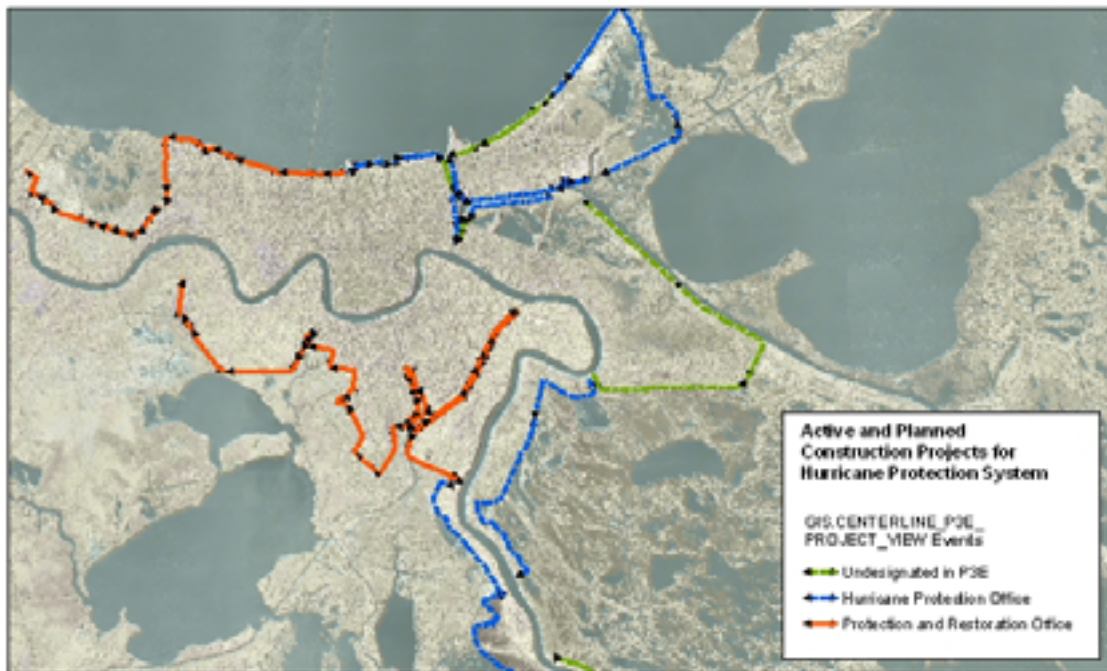 Active and Planned
Construction Projects for
Hurricane Protection System
GIS.CENTERLINE_P3E_
PROJECT_VIEW Events
Undesignated in P3E
Hurricane Protection Office
Protection and Restoration Office